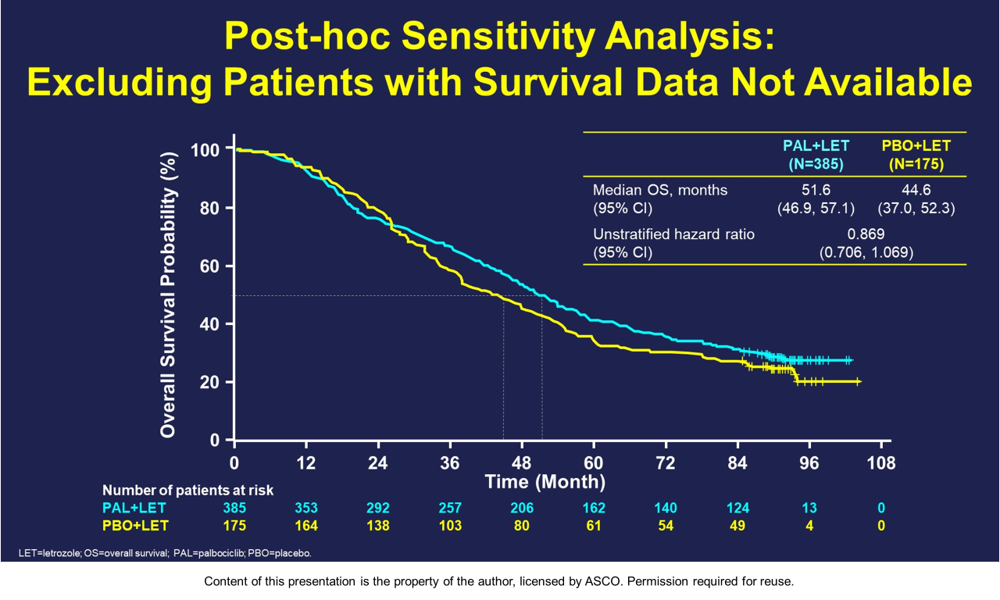 Post-hoc Sensitivity Analysis:
Excluding Patients with Survival Data Not Available
PAL+LET PBO+LET
(N=385) (N=175)
Median OS, months 51.6 44.6
(95% CI) (46.9, 57.1) (37.0, 52.3)
Unstratified hazard ratio 0.869
(95% CI) (0.706, 1.069)
Overall Survival Probability (%)
100
80
60
40
20
0
0 12 24 36 48 60 72 84 96 108
Time (Month)
Number of patients at risk
PAL+LET 385 353 292 257 206 162 140 124 13 0
PBO+LET 175 164 138 103 80 61 54 49 4 0
LET=letrozole; OS=overall survival; PAL=palbociclib; PBO=placebo.
Content of this presentation is the property of the author, licensed by ASCO. Permission required for reuse.